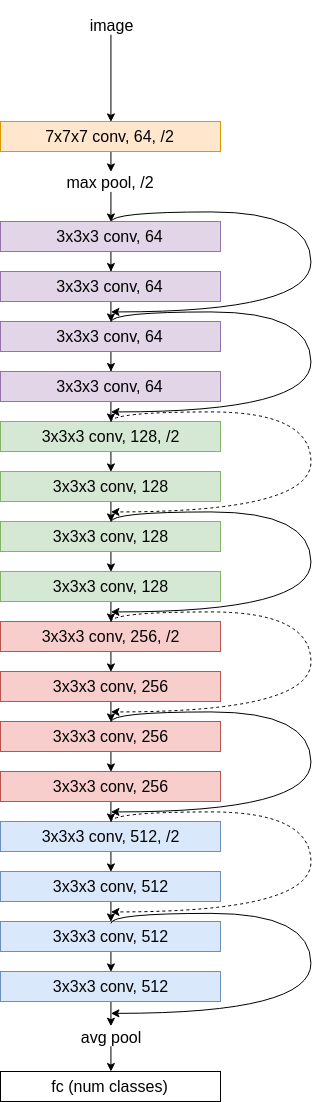 image
7x7x7 conv, 64, /2
max pool, /2
3x3x3 conv, 64
3x3x3 conv, 64
3x3x3 conv, 64
3x3x3 conv, 64
3x3x3 conv, 128, /2
3x3x3 conv, 128
3x3x3 conv, 128
3x3x3 conv, 128
3x3x3 conv, 256, /2
3x3x3 conv, 256
3x3x3 conv, 256
3x3x3 conv, 256
3x3x3 conv, 512, /2
3x3x3 conv, 512
3x3x3 conv, 512
3x3x3 conv, 512
avg pool
fc (num classes)